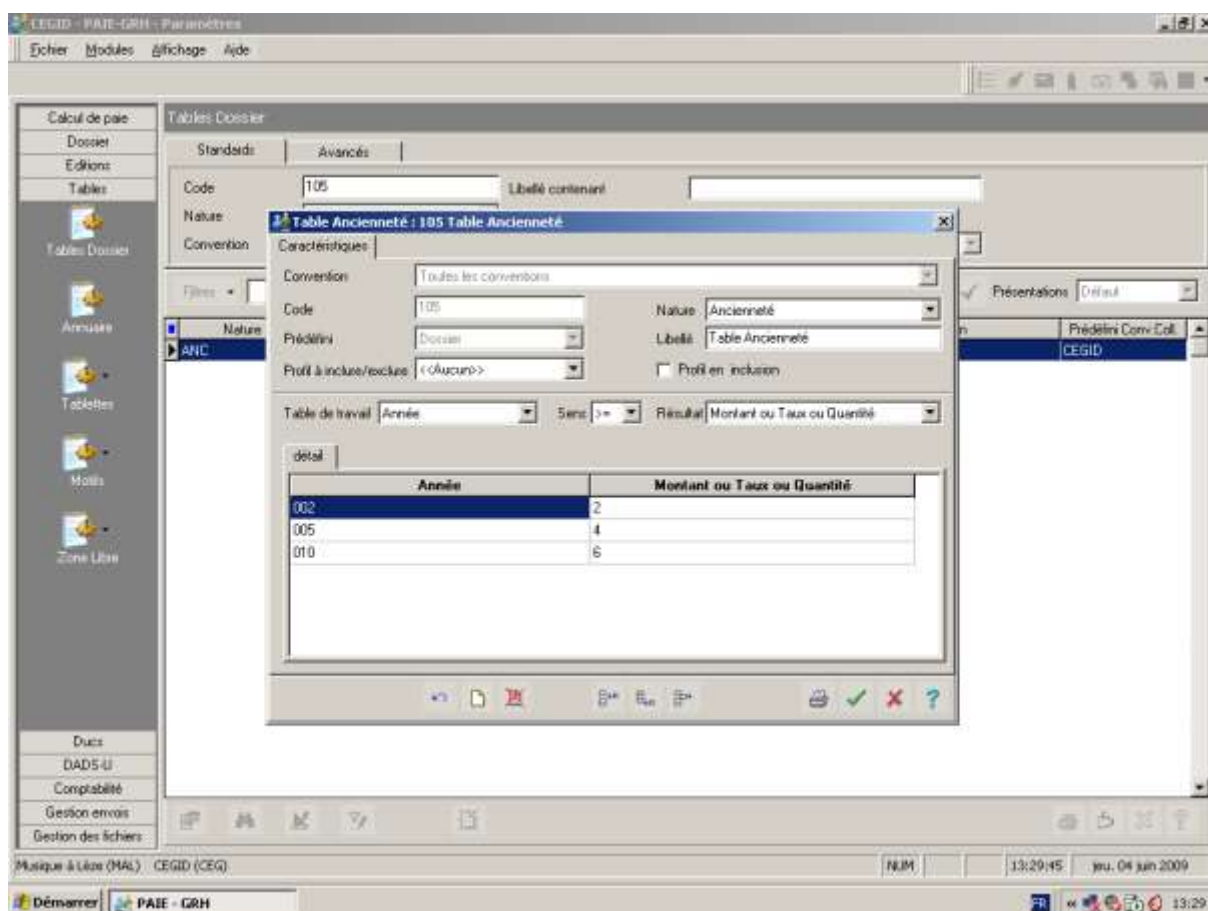 CEGID - PAIE-GRH - Paramètres
Fichier Modules Affichage Aide
Calcul de paie
Dossier
Editions
Tables
Tables Dossier
Annuaire
Tablettes
Motifs
Zone Libre
Ducs
DADS-U
Comptabilité
Gestion envois
Gestion des fichiers
Tables Dossier
Standards Avancés
Code 105 Libellé contenant
Nature
Convention
Filtres Présentations Défaut
Nature Prédéfini Conv Coll.
ANC CEGID
Table Ancienneté : 105 Table Ancienneté
Caractéristiques
Convention Toutes les conventions
Code 105 Nature Ancienneté
Prédéfini Dossier Libellé Table Ancienneté
Profil à inclure/exclure <<Aucun>> Profil en inclusion
Table de travail Année Sens >= Résultat Montant ou Taux ou Quantité
détail
Année Montant ou Taux ou Quantité
002 2
005 4
010 6
Musique à Lèze (MAL) CEGID (CEG) NUM 13:29:45 jeu. 04 juin 2009
Démarrer PAIE - GRH FR « 13:29